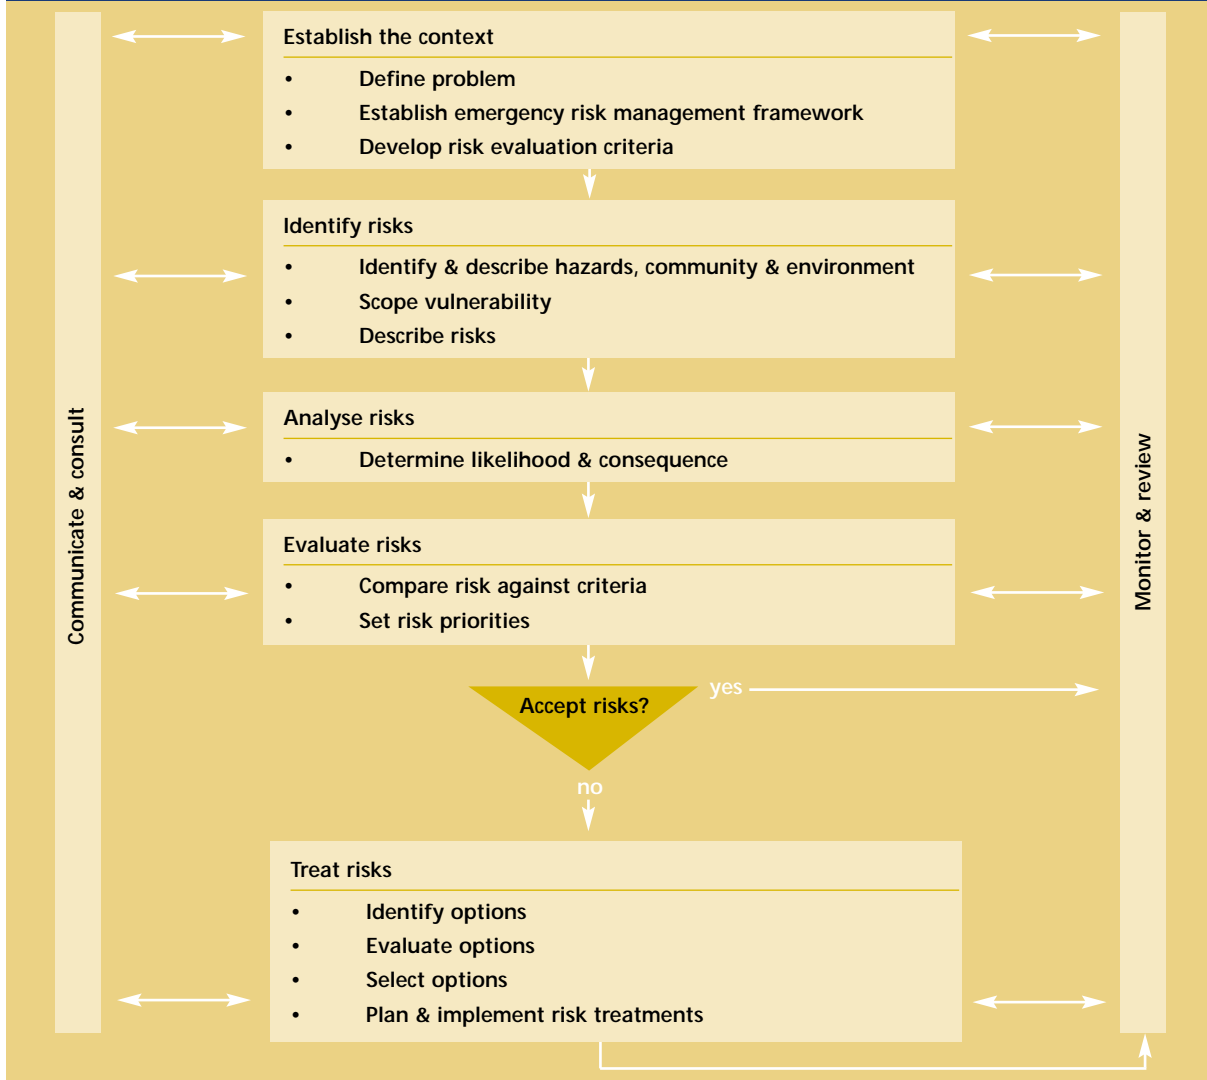 Establish the context
• Define problem
• Establish emergency risk management framework
• Develop risk evaluation criteria
Identify risks
• Identify & describe hazards, community & environment
• Scope vulnerability
• Describe risks
Analyse risks
• Determine likelihood & consequence
Evaluate risks
• Compare risk against criteria
• Set risk priorities
Accept risks?
yes
no
Treat risks
• Identify options
• Evaluate options
• Select options
• Plan & implement risk treatments
Communicate & consult
Monitor & review